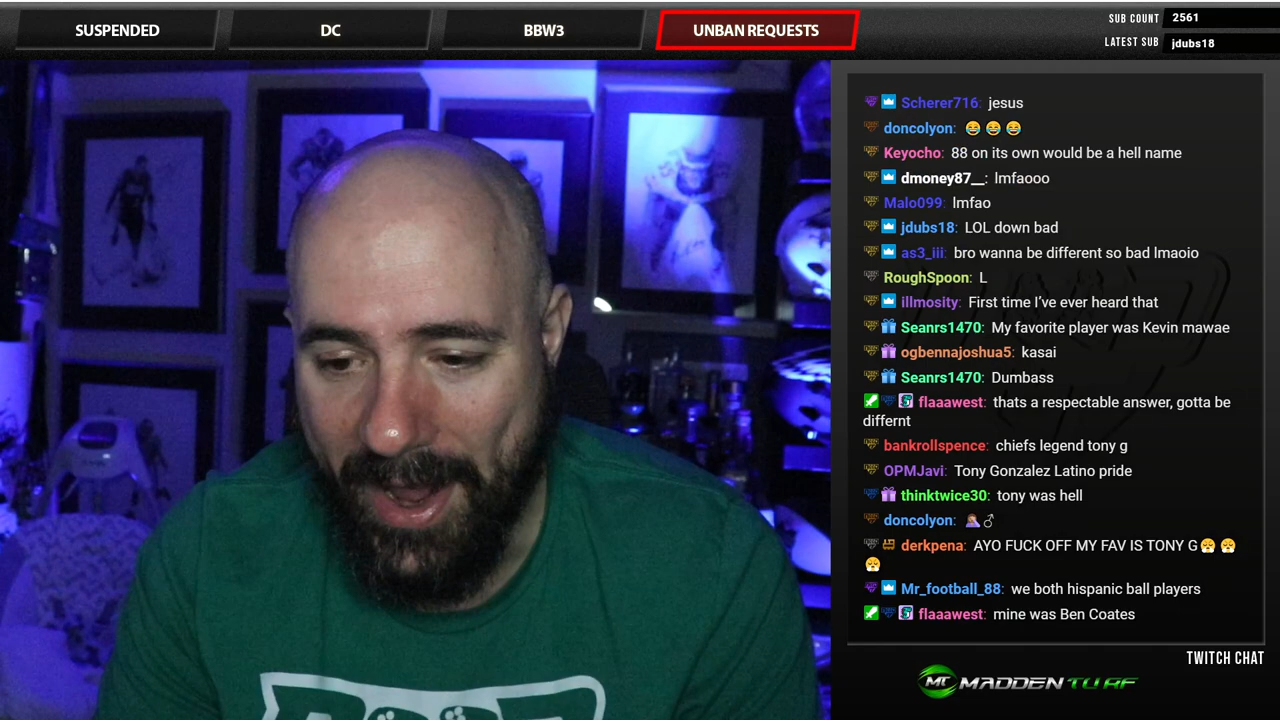 SUSPENDED
DC
BBW3
UNBAN REQUESTS
SUB COUNT 2561
LATEST SUB jdubs18
Scherer716: jesus
doncolyon: 😂 😂 😂
Keyocho: 88 on its own would be a hell name
dmoney87__: lmfaooo
Malo099: lmfao
jdubs18: LOL down bad
as3_iii: bro wanna be different so bad lmaoio
RoughSpoon: L
illmosity: First time I've ever heard that
Seanrs1470: My favorite player was Kevin mawae
ogbennajoshua5: kasai
Seanrs1470: Dumbass
flaaawest: thats a respectable answer, gotta be
differnt
bankrollspence: chiefs legend tony g
OPMJavi: Tony Gonzalez Latino pride
thinktwice30: tony was hell
doncolyon: 🤦♂
derkpena: AYO FUCK OFF MY FAV IS TONY G😤 😤
😤
Mr_football_88: we both hispanic ball players
flaaawest: mine was Ben Coates
TWITCH CHAT
MT MADDEN TURF